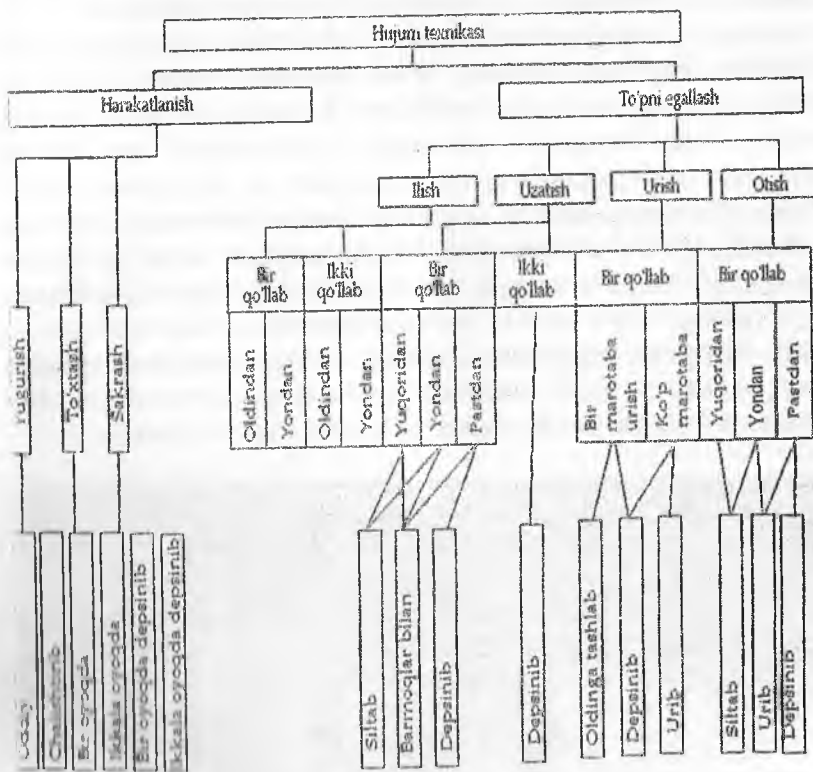 Hujum texnikasi
Harakatlanish
To'pni egallash
Ilish
Uzatish
Urish
Otish
Bir
qo'llab
Ikki
qo'llab
Bir
qo'llab
Ikki
qo'llab
Bir qo'llab
Bir qo'llab
Yugurish
To'xtash
Sakrash
Oldindan
Yondan
Oldindan
Yondan
Yuqoridan
Yondan
Pastdan
Bir
marotaba
urish
Ko'p
marotaba
Yuqoridan
Yondan
Pastdan
Bir oyoqda
Ikkala oyoqda
Bir oyoqda depsinib
Ikkala oyoqda depsinib
Siltab
Barmoqlar bilan
Depsinib
Depsinib
Oldinga tashlab
Depsinib
Urib
Siltab
Urib
Depsinib